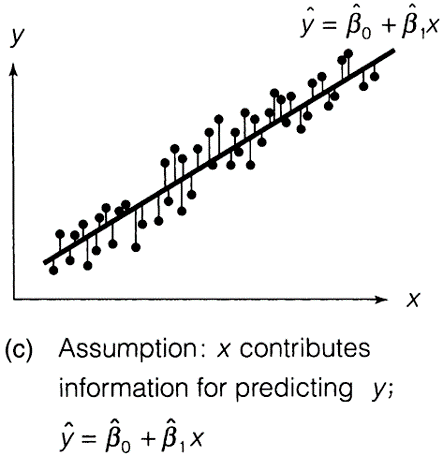 ŷ = β̂₀ + β̂₁x
y
x
(c) Assumption: x contributes
information for predicting y;
ŷ = β̂₀ + β̂₁x